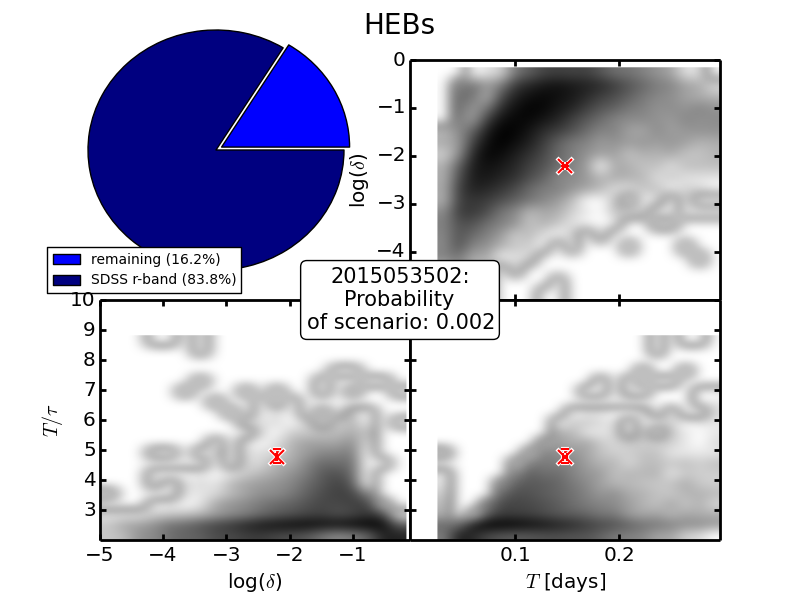 HEBs
remaining (16.2%)
SDSS r-band (83.8%)
log(δ)
0
−1
−2
−3
−4
2015053502:
Probability
of scenario: 0.002
T/τ
10
9
8
7
6
5
4
3
−5
−4
−3
−2
−1
log(δ)
0.1
0.2
T [days]